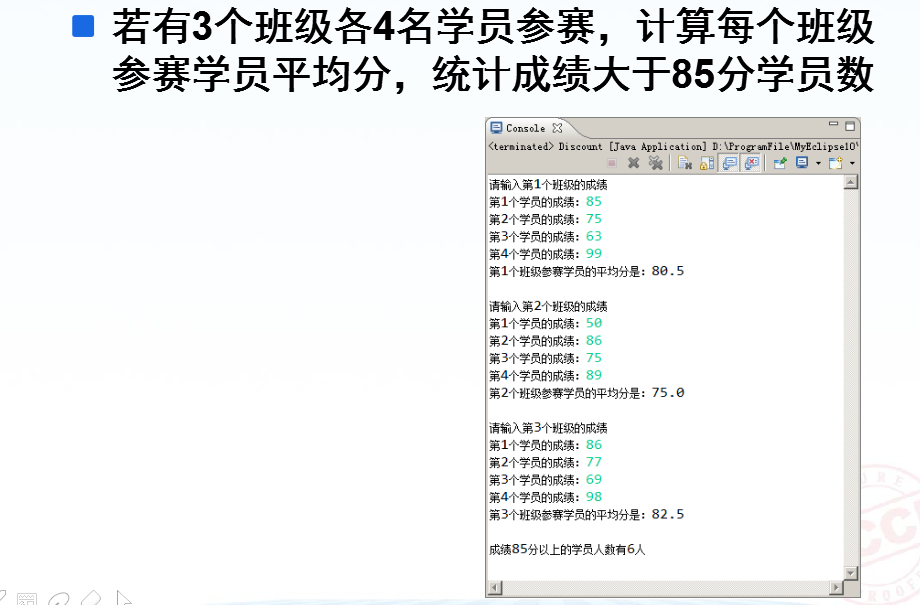 若有3个班级各4名学员参赛，计算每个班级
参赛学员平均分，统计成绩大于85分学员数
Console
<terminated> Discount [Java Application] D:\ProgramFile\MyEclipse10\
请输入第1个班级的成绩
第1个学员的成绩：85
第2个学员的成绩：75
第3个学员的成绩：63
第4个学员的成绩：99
第1个班级参赛学员的平均分是：80.5
请输入第2个班级的成绩
第1个学员的成绩：50
第2个学员的成绩：86
第3个学员的成绩：75
第4个学员的成绩：89
第2个班级参赛学员的平均分是：75.0
请输入第3个班级的成绩
第1个学员的成绩：86
第2个学员的成绩：77
第3个学员的成绩：69
第4个学员的成绩：98
第3个班级参赛学员的平均分是：82.5
成绩85分以上的学员人数有6人